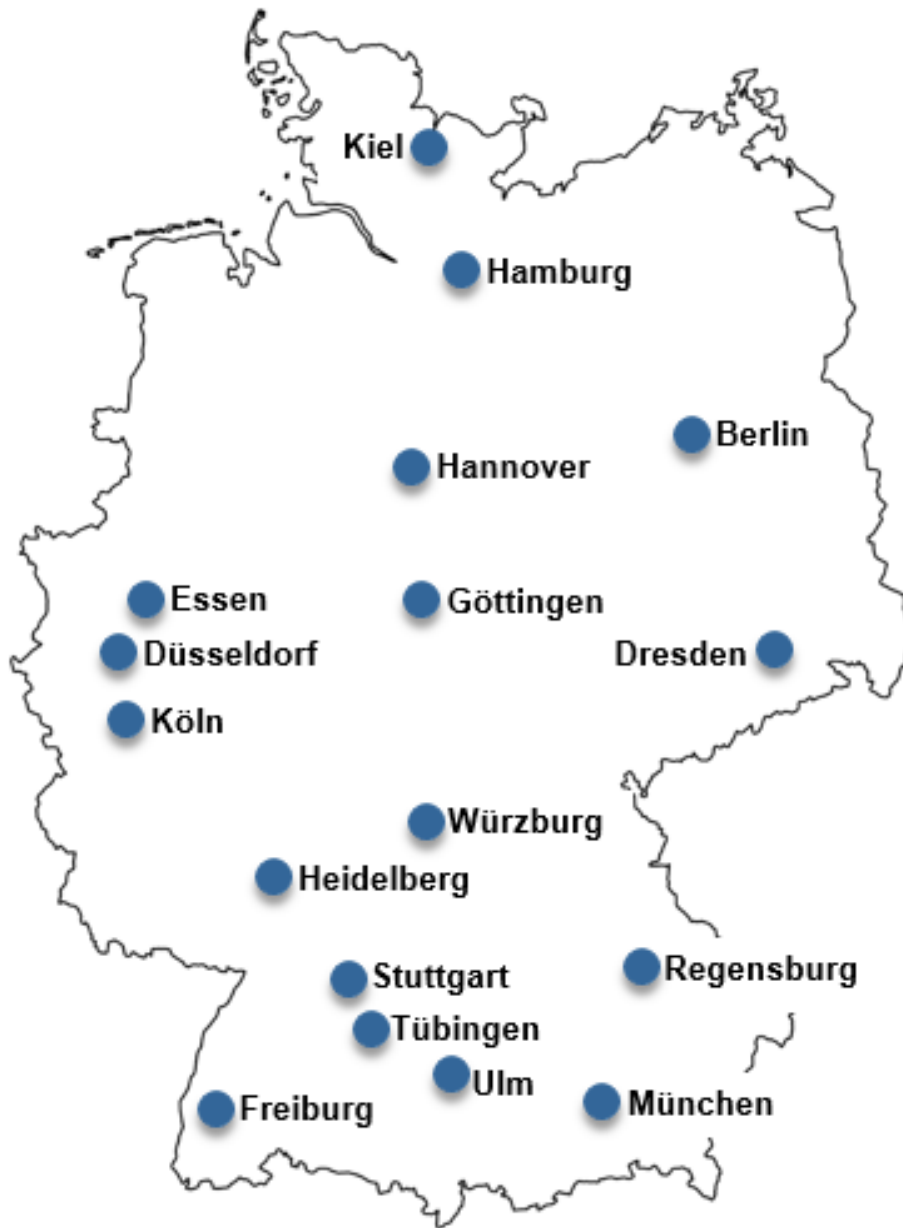 Kiel
Hamburg
Berlin
Hannover
Essen
Göttingen
Düsseldorf
Dresden
Köln
Würzburg
Heidelberg
Regensburg
Stuttgart
Tübingen
Ulm
München
Freiburg